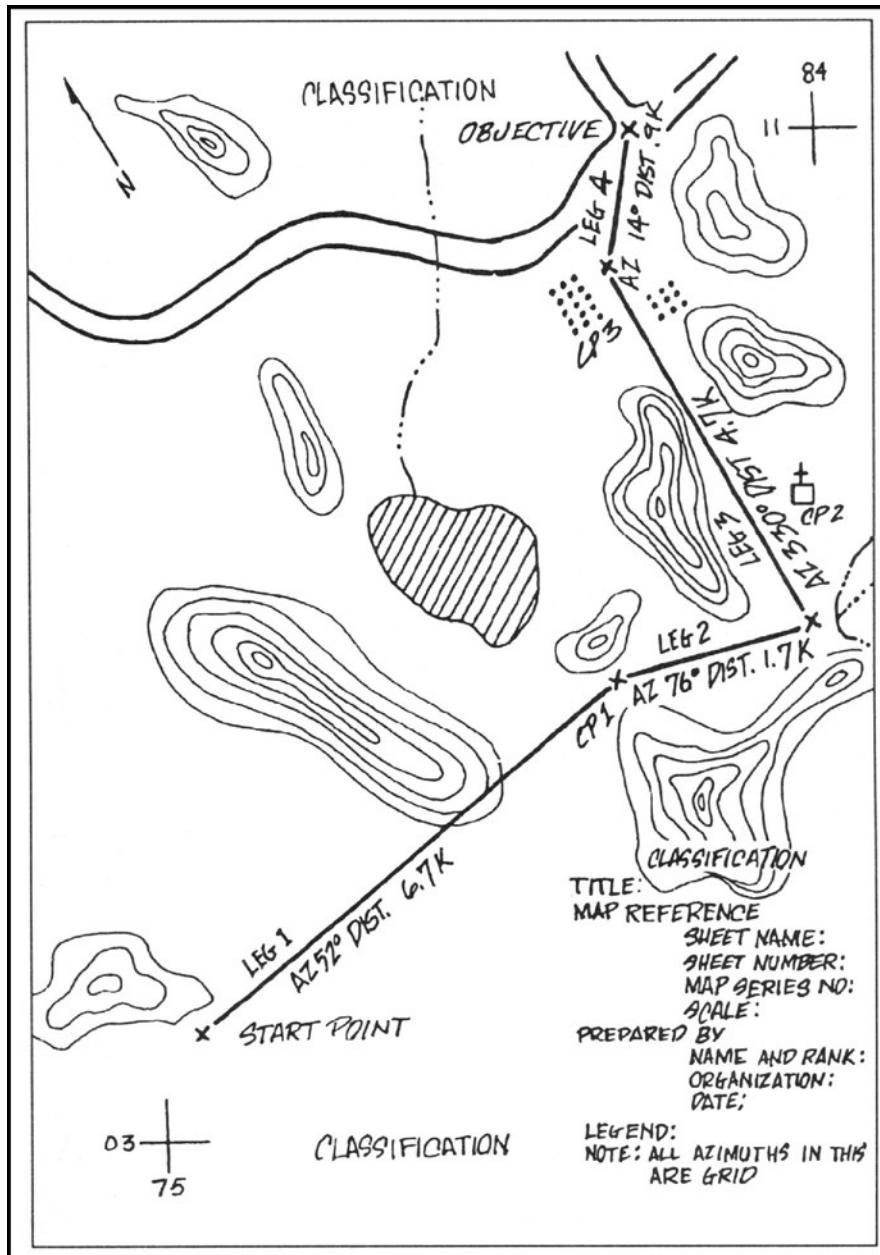 CLASSIFICATION
84
11
OBJECTIVE
N
LEG 4
AZ 14° DIST. .9K
CP3
LEG 3
AZ 330° DIST 4.7K
CP2
LEG 2
AZ 76° DIST. 1.7K
CP1
LEG 1
AZ 52° DIST. 6.7K
START POINT
CLASSIFICATION
TITLE:
MAP REFERENCE
SHEET NAME:
SHEET NUMBER:
MAP SERIES NO:
SCALE:
PREPARED BY
NAME AND RANK:
ORGANIZATION:
DATE:
LEGEND:
NOTE: ALL AZIMUTHS IN THIS
ARE GRID
03
75
CLASSIFICATION